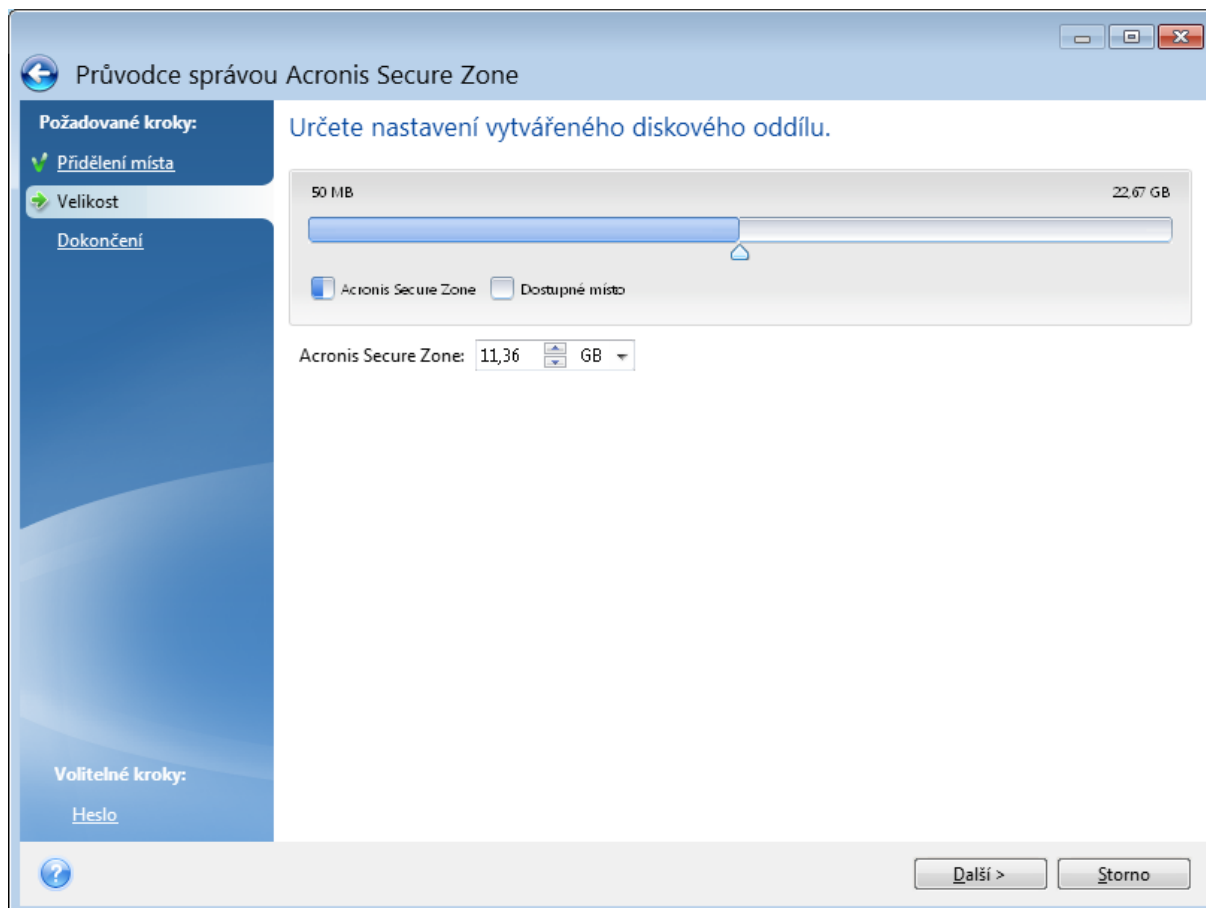 Průvodce správou Acronis Secure Zone
Požadované kroky:
Přidělení místa
Velikost
Dokončení
Volitelné kroky:
Heslo
Určete nastavení vytvářeného diskového oddílu.
50 MB 22,67 GB
Acronis Secure Zone Dostupné místo
Acronis Secure Zone: 11,36 GB
Další > Storno